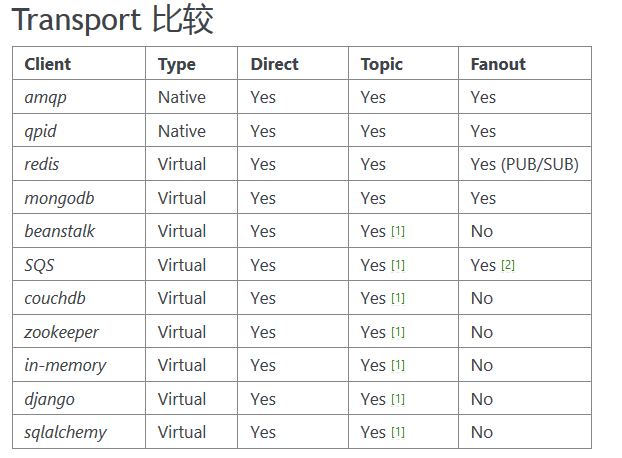 Transport 比较
Client Type Direct Topic Fanout
amqp Native Yes Yes Yes
qpid Native Yes Yes Yes
redis Virtual Yes Yes Yes (PUB/SUB)
mongodb Virtual Yes Yes Yes
beanstalk Virtual Yes Yes [1] No
SQS Virtual Yes Yes [1] Yes [2]
couchdb Virtual Yes Yes [1] No
zookeeper Virtual Yes Yes [1] No
in-memory Virtual Yes Yes [1] No
django Virtual Yes Yes [1] No
sqlalchemy Virtual Yes Yes [1] No